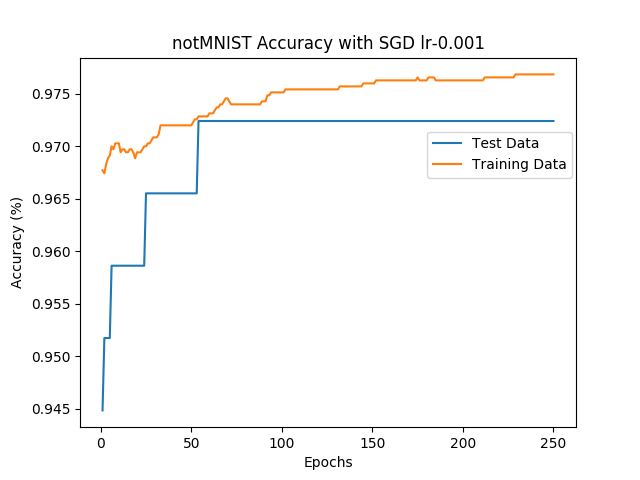 notMNIST Accuracy with SGD lr-0.001
0.975
0.970
0.965
0.960
0.955
0.950
0.945
Accuracy (%)
Test Data
Training Data
0 50 100 150 200 250
Epochs